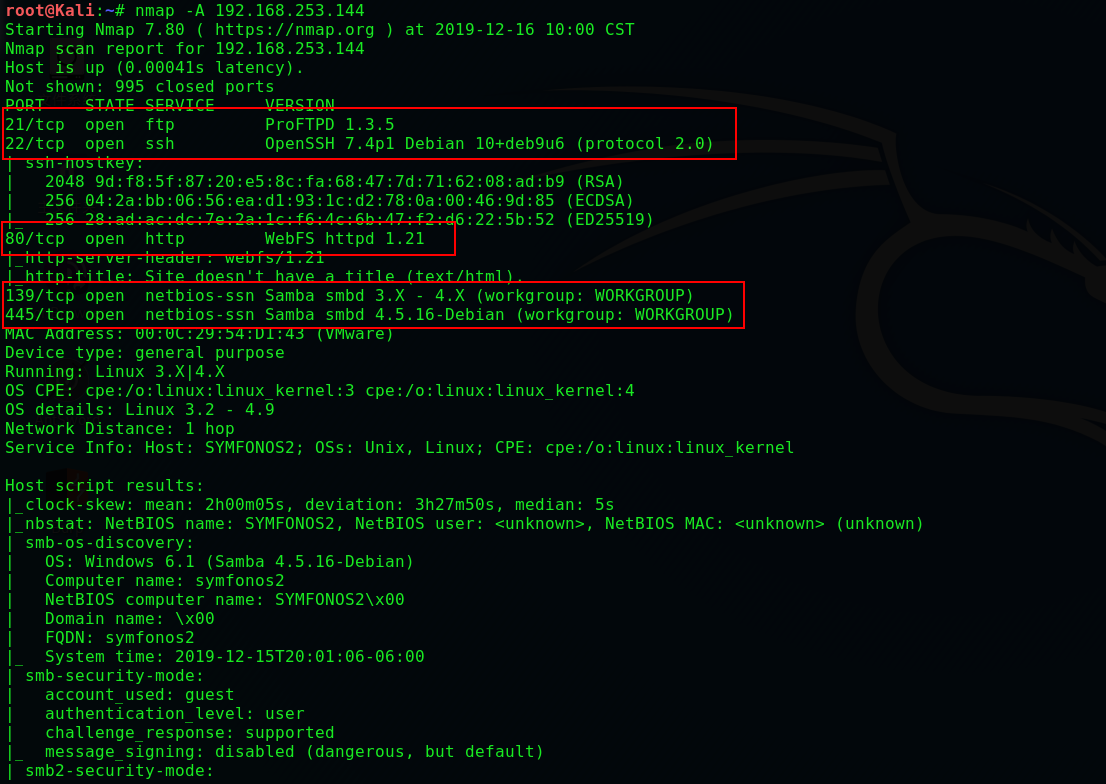 root@Kali:~# nmap -A 192.168.253.144
Starting Nmap 7.80 ( https://nmap.org ) at 2019-12-16 10:00 CST
Nmap scan report for 192.168.253.144
Host is up (0.00041s latency).
Not shown: 995 closed ports
PORT    STATE SERVICE     VERSION
21/tcp  open  ftp         ProFTPD 1.3.5
22/tcp  open  ssh         OpenSSH 7.4p1 Debian 10+deb9u6 (protocol 2.0)
| ssh-hostkey:
|   2048 9d:f8:5f:87:20:e5:8c:fa:68:47:7d:71:62:08:ad:b9 (RSA)
|   256 04:2a:bb:06:56:ea:d1:93:1c:d2:78:0a:00:46:9d:85 (ECDSA)
|_  256 28:ad:ac:dc:7e:2a:1c:f6:4c:6b:47:f2:d6:22:5b:52 (ED25519)
80/tcp  open  http        WebFS httpd 1.21
|_http-server-header: webfs/1.21
|_http-title: Site doesn't have a title (text/html).
139/tcp open  netbios-ssn Samba smbd 3.X - 4.X (workgroup: WORKGROUP)
445/tcp open  netbios-ssn Samba smbd 4.5.16-Debian (workgroup: WORKGROUP)
MAC Address: 00:0C:29:54:D1:43 (VMware)
Device type: general purpose
Running: Linux 3.X|4.X
OS CPE: cpe:/o:linux:linux_kernel:3 cpe:/o:linux:linux_kernel:4
OS details: Linux 3.2 - 4.9
Network Distance: 1 hop
Service Info: Host: SYMFONOS2; OSs: Unix, Linux; CPE: cpe:/o:linux:linux_kernel
Host script results:
|_clock-skew: mean: 2h00m05s, deviation: 3h27m50s, median: 5s
|_nbstat: NetBIOS name: SYMFONOS2, NetBIOS user: <unknown>, NetBIOS MAC: <unknown> (unknown)
| smb-os-discovery:
|   OS: Windows 6.1 (Samba 4.5.16-Debian)
|   Computer name: symfonos2
|   NetBIOS computer name: SYMFONOS2\x00
|   Domain name: \x00
|   FQDN: symfonos2
|_  System time: 2019-12-15T20:01:06-06:00
| smb-security-mode:
|   account_used: guest
|   authentication_level: user
|   challenge_response: supported
|_  message_signing: disabled (dangerous, but default)
| smb2-security-mode: